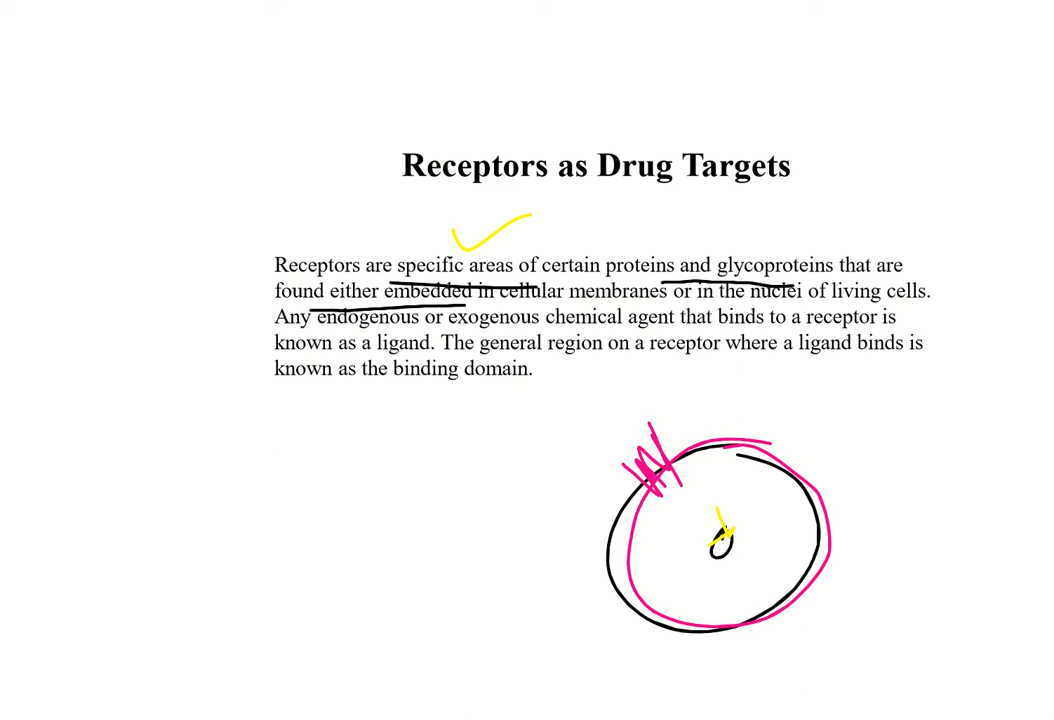 Receptors as Drug Targets
Receptors are specific areas of certain proteins and glycoproteins that are
found either embedded in cellular membranes or in the nuclei of living cells.
Any endogenous or exogenous chemical agent that binds to a receptor is
known as a ligand. The general region on a receptor where a ligand binds is
known as the binding domain.